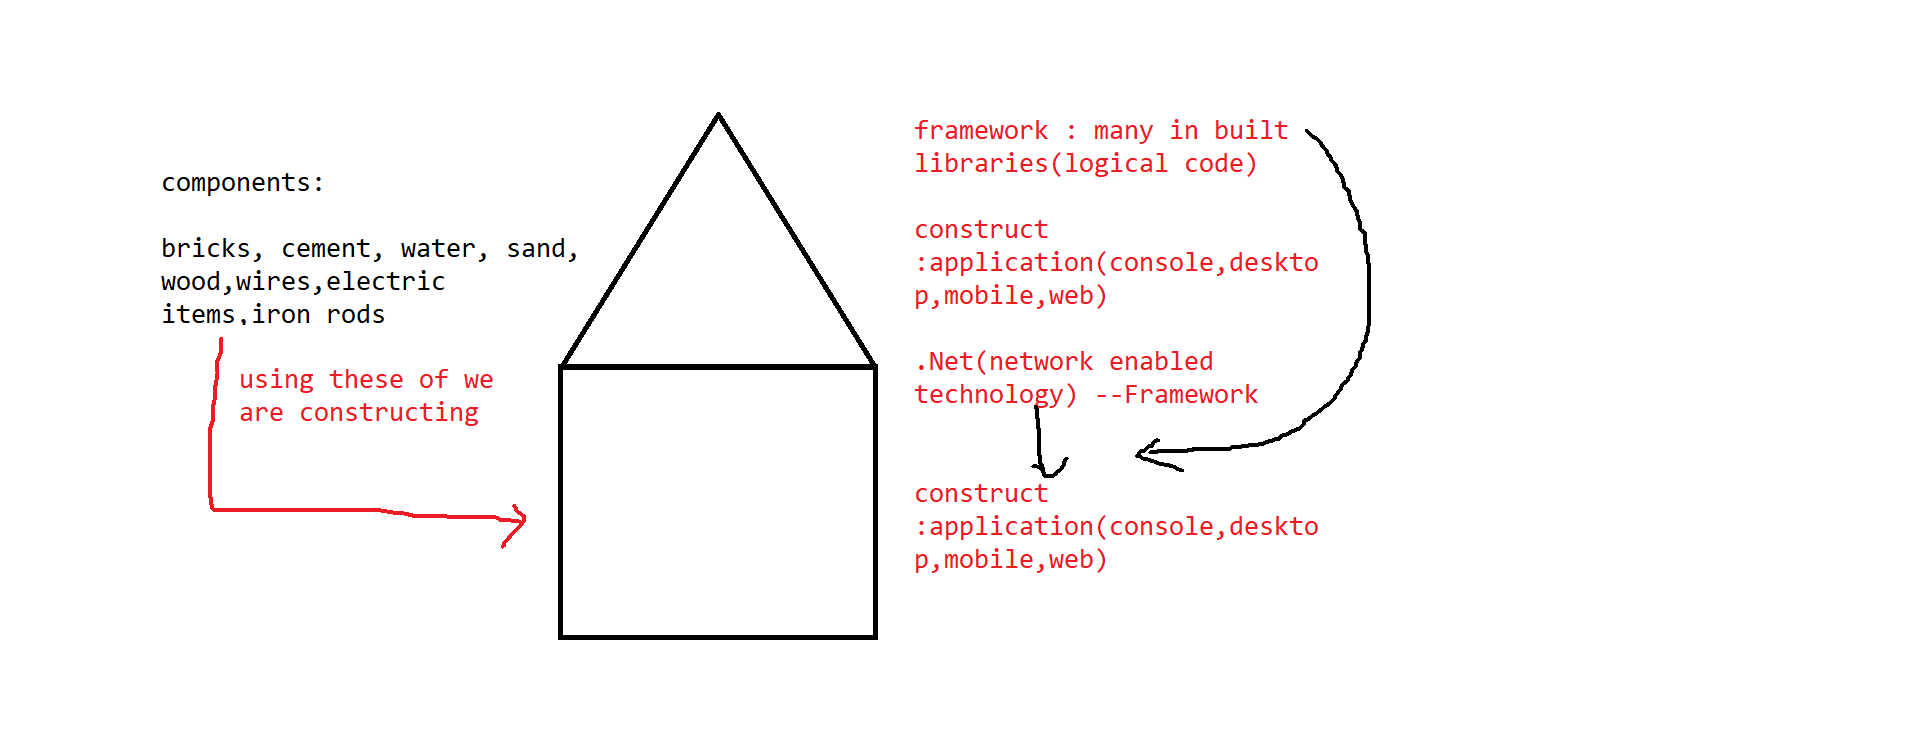 components:
bricks, cement, water, sand,
wood,wires,electric
items,iron rods
using these of we
are constructing
framework : many in built
libraries(logical code)
construct
:application(console,deskto
p,mobile,web)
.Net(network enabled
technology) --Framework
construct
:application(console,deskto
p,mobile,web)